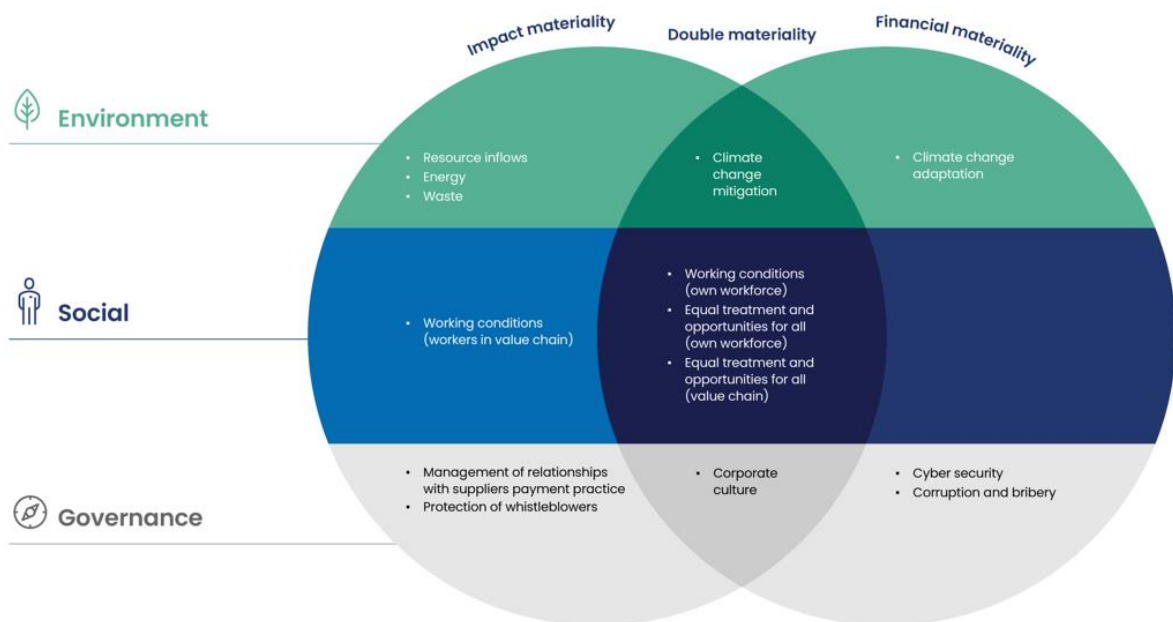 Impact materiality
Double materiality
Financial materiality
Environment
▪ Resource inflows
▪ Energy
▪ Waste
▪ Climate
change
mitigation
▪ Climate change
adaptation
Social
▪ Working conditions
(workers in value chain)
▪ Working conditions
(own workforce)
▪ Equal treatment and
opportunities for all
(own workforce)
▪ Equal treatment and
opportunities for all
(value chain)
Governance
▪ Management of relationships
with suppliers payment practice
▪ Protection of whistleblowers
▪ Corporate
culture
▪ Cyber security
▪ Corruption and bribery